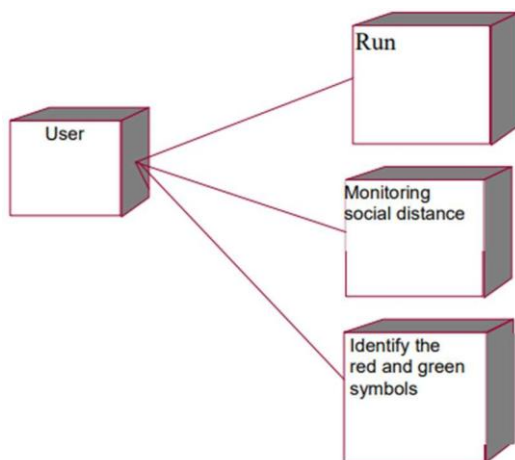 Run
User
Monitoring
social distance
Identify the
red and green
symbols